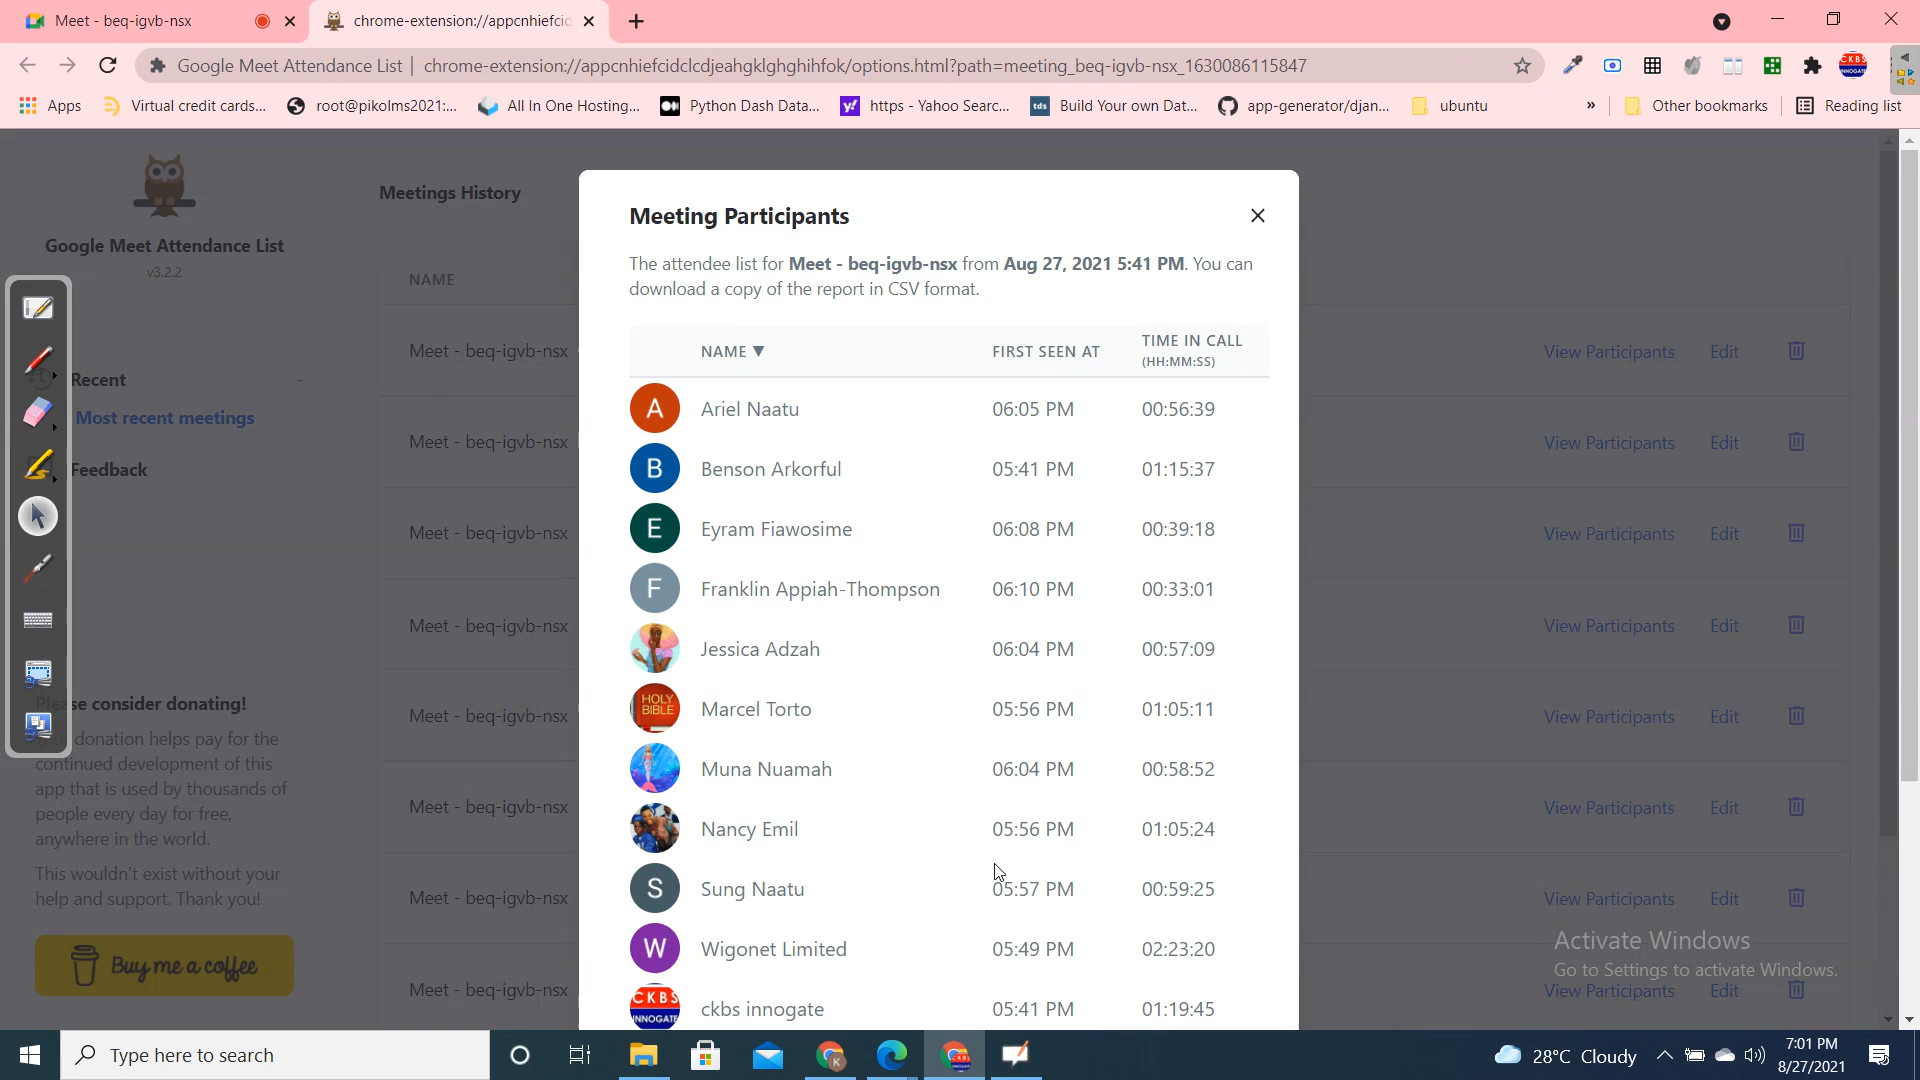 Meet - beq-igvb-nsx
chrome-extension://appcnhiefcid
Google Meet Attendance List | chrome-extension://appcnhiefcidclcdjeahgklghghihfok/options.html?path=meeting_beq-igvb-nsx_1630086115847
CKBS
INNOGATE
Apps
Virtual credit cards...
root@pikolms2021:...
All In One Hosting...
Python Dash Data...
https - Yahoo Searc...
tds
Build Your own Dat...
app-generator/djan...
ubuntu
»
Other bookmarks
Reading list
Google Meet Attendance List
v3.2.2
Recent
-
Most recent meetings
Feedback
Please consider donating!
donation helps pay for the
continued development of this
app that is used by thousands of
people every day for free,
anywhere in the world.
This wouldn't exist without your
help and support. Thank you!
Buy me a coffee
Meetings History
NAME
Meet - beq-igvb-nsx
View Participants Edit
Meet - beq-igvb-nsx
View Participants Edit
Meet - beq-igvb-nsx
View Participants Edit
Meet - beq-igvb-nsx
View Participants Edit
Meet - beq-igvb-nsx
View Participants Edit
Meet - beq-igvb-nsx
View Participants Edit
Meet - beq-igvb-nsx
View Participants Edit
Meet - beq-igvb-nsx
View Participants Edit
Meeting Participants
The attendee list for Meet - beq-igvb-nsx from Aug 27, 2021 5:41 PM. You can
download a copy of the report in CSV format.
NAME ▼ FIRST SEEN AT TIME IN CALL
(HH:MM:SS)
A Ariel Naatu 06:05 PM 00:56:39
B Benson Arkorful 05:41 PM 01:15:37
E Eyram Fiawosime 06:08 PM 00:39:18
F Franklin Appiah-Thompson 06:10 PM 00:33:01
Jessica Adzah 06:04 PM 00:57:09
HOLY
BIBLE
Marcel Torto 05:56 PM 01:05:11
Muna Nuamah 06:04 PM 00:58:52
Nancy Emil 05:56 PM 01:05:24
S Sung Naatu 05:57 PM 00:59:25
W Wigonet Limited 05:49 PM 02:23:20
CKBS
INNOGATE
ckbs innogate 05:41 PM 01:19:45
Activate Windows
Go to Settings to activate Windows.
Type here to search
K
28°C Cloudy
7:01 PM
8/27/2021